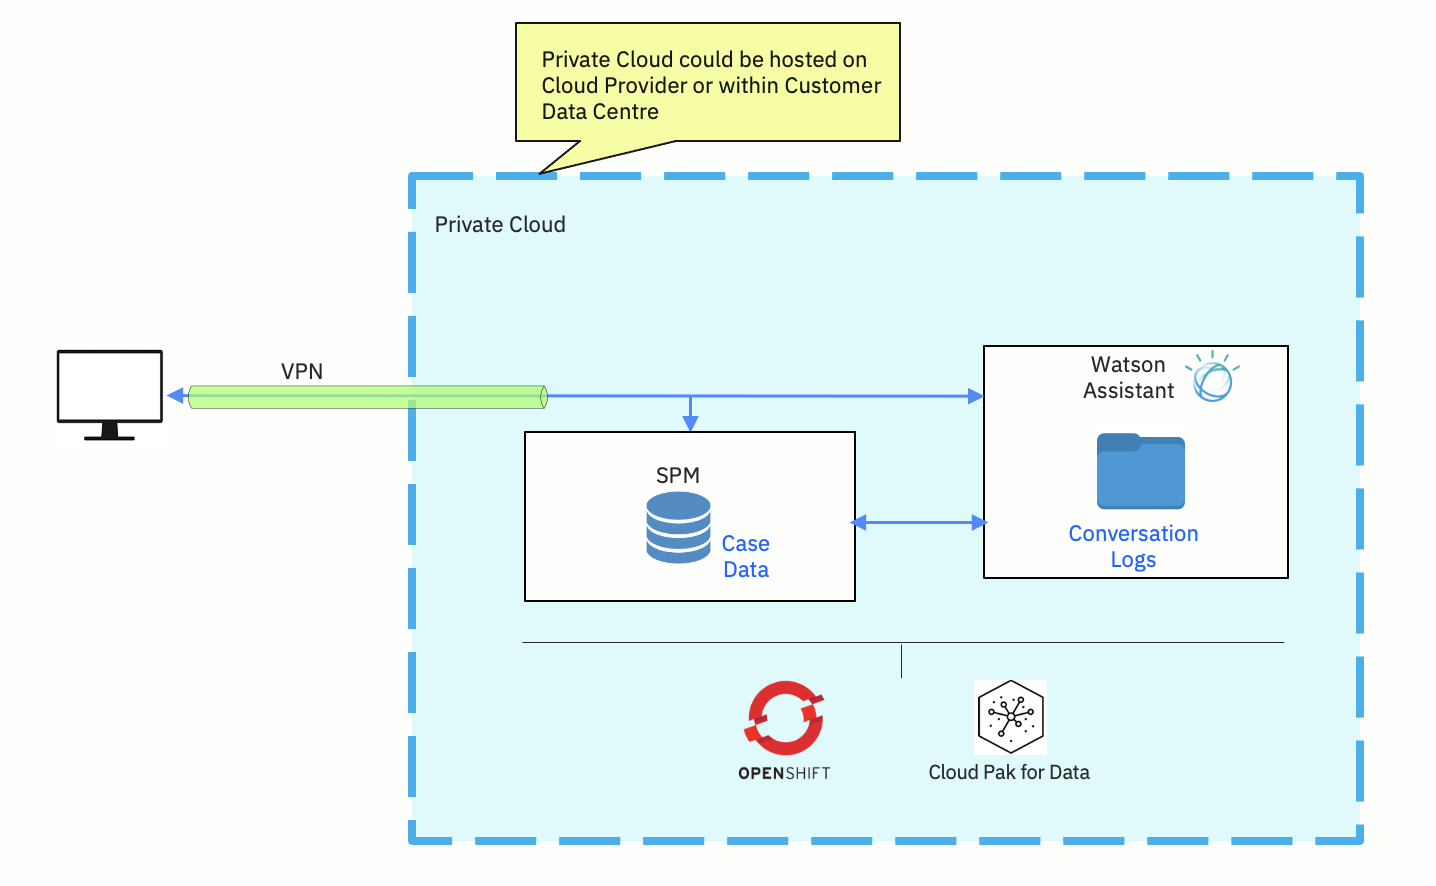 Private Cloud could be hosted on
Cloud Provider or within Customer
Data Centre
Private Cloud
VPN
Watson
Assistant
SPM
Case
Data
Conversation
Logs
OPENSHIFT
Cloud Pak for Data